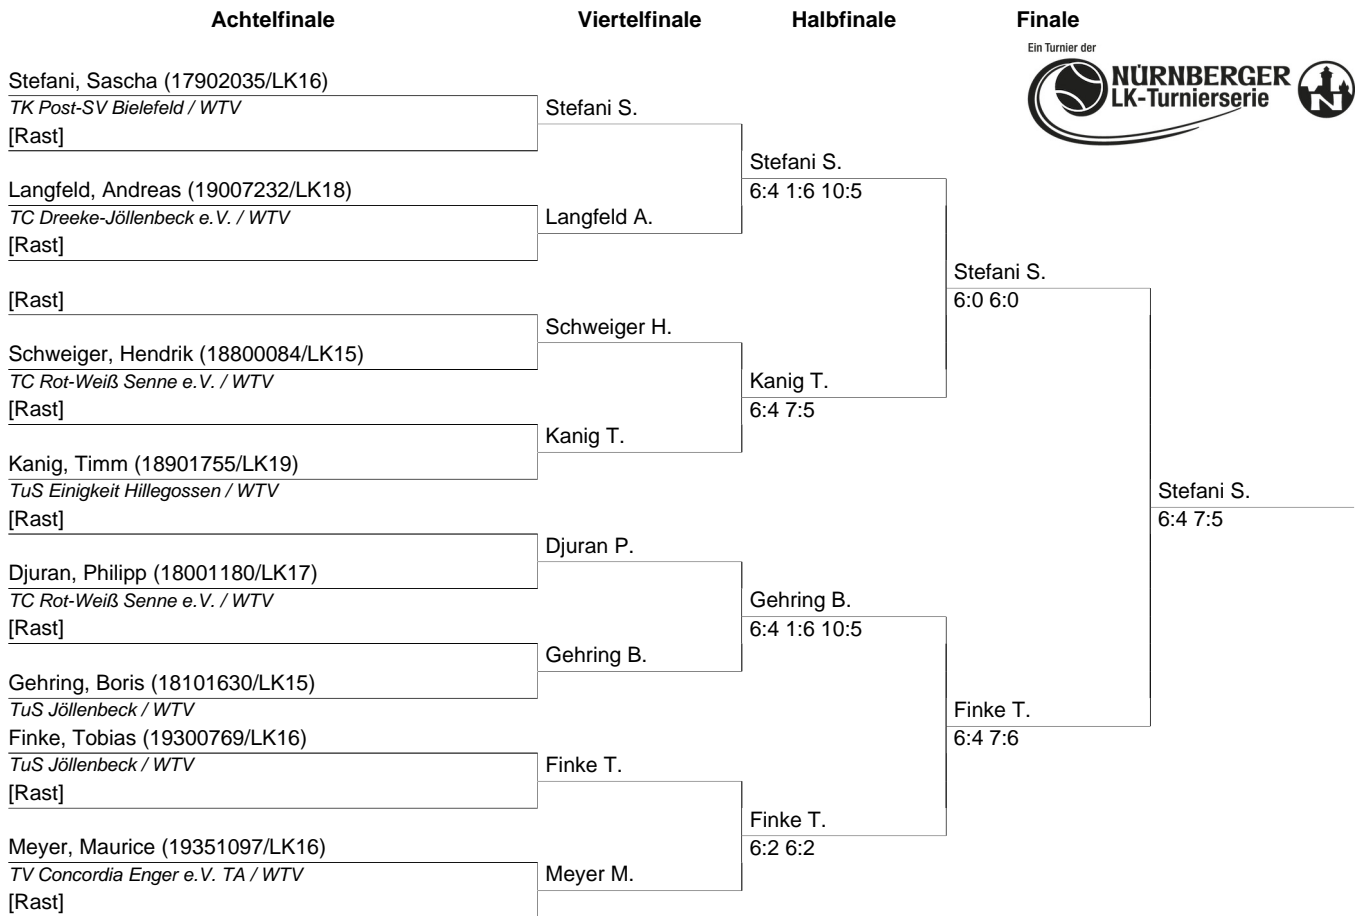 Achtelfinale Viertelfinale Halbfinale Finale
Ein Turnier der
NÜRNBERGER
LK-Turnierserie
N
Stefani, Sascha (17902035/LK16)
TK Post-SV Bielefeld / WTV
Stefani S.
[Rast]
Stefani S.
Langfeld, Andreas (19007232/LK18)
6:4 1:6 10:5
TC Dreeke-Jöllenbeck e.V. / WTV
Langfeld A.
[Rast]
Stefani S.
[Rast]
6:0 6:0
Schweiger H.
Schweiger, Hendrik (18800084/LK15)
TC Rot-Weiß Senne e.V. / WTV
Kanig T.
[Rast]
6:4 7:5
Kanig T.
Kanig, Timm (18901755/LK19)
TuS Einigkeit Hillegossen / WTV
Stefani S.
[Rast]
6:4 7:5
Djuran P.
Djuran, Philipp (18001180/LK17)
TC Rot-Weiß Senne e.V. / WTV
Gehring B.
[Rast]
6:4 1:6 10:5
Gehring B.
Gehring, Boris (18101630/LK15)
TuS Jöllenbeck / WTV
Finke T.
Finke, Tobias (19300769/LK16)
6:4 7:6
TuS Jöllenbeck / WTV
Finke T.
[Rast]
Finke T.
Meyer, Maurice (19351097/LK16)
6:2 6:2
TV Concordia Enger e.V. TA / WTV
Meyer M.
[Rast]